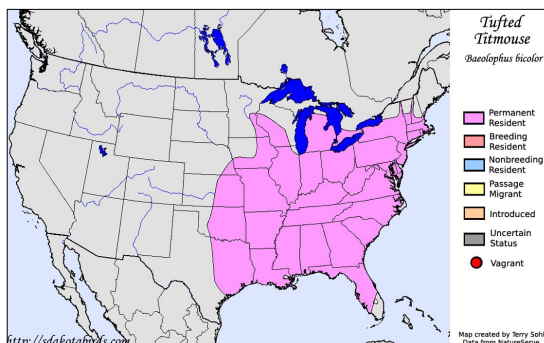 Tufted
Titmouse
Baeolophus bicolor
Permanent
Resident
Breeding
Resident
Nonbreeding
Resident
Passage
Migrant
Introduced
Uncertain
Status
Vagrant
http://sdakotabirds.com
Map created by Terry Sohl
Data from NatureServe